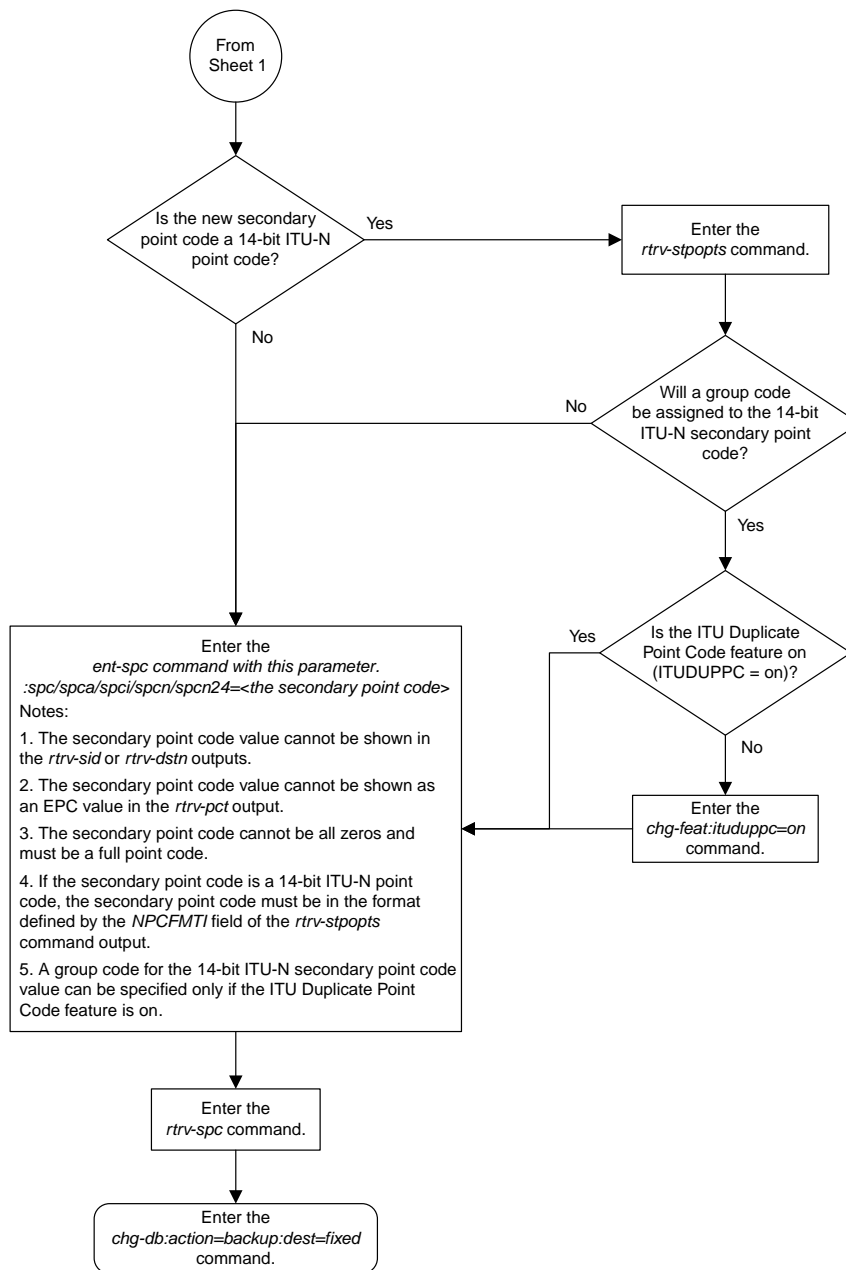 From
Sheet 1
Is the new secondary
point code a 14-bit ITU-N
point code?
Yes
Enter the
rtrv-stpopts command.
No
Will a group code
be assigned to the 14-bit
ITU-N secondary point
code?
No
Yes
Is the ITU Duplicate
Point Code feature on
(ITUDUPPC = on)?
Yes
No
Enter the
chg-feat:ituduppc=on
command.
Enter the
ent-spc command with this parameter.
:spc/spca/spci/spcn/spcn24=<the secondary point code>
Notes:
1. The secondary point code value cannot be shown in
the rtrv-sid or rtrv-dstn outputs.
2. The secondary point code value cannot be shown as
an EPC value in the rtrv-pct output.
3. The secondary point code cannot be all zeros and
must be a full point code.
4. If the secondary point code is a 14-bit ITU-N point
code, the secondary point code must be in the format
defined by the NPCFMTI field of the rtrv-stpopts
command output.
5. A group code for the 14-bit ITU-N secondary point code
value can be specified only if the ITU Duplicate Point
Code feature is on.
Enter the
rtrv-spc command.
Enter the
chg-db:action=backup:dest=fixed
command.